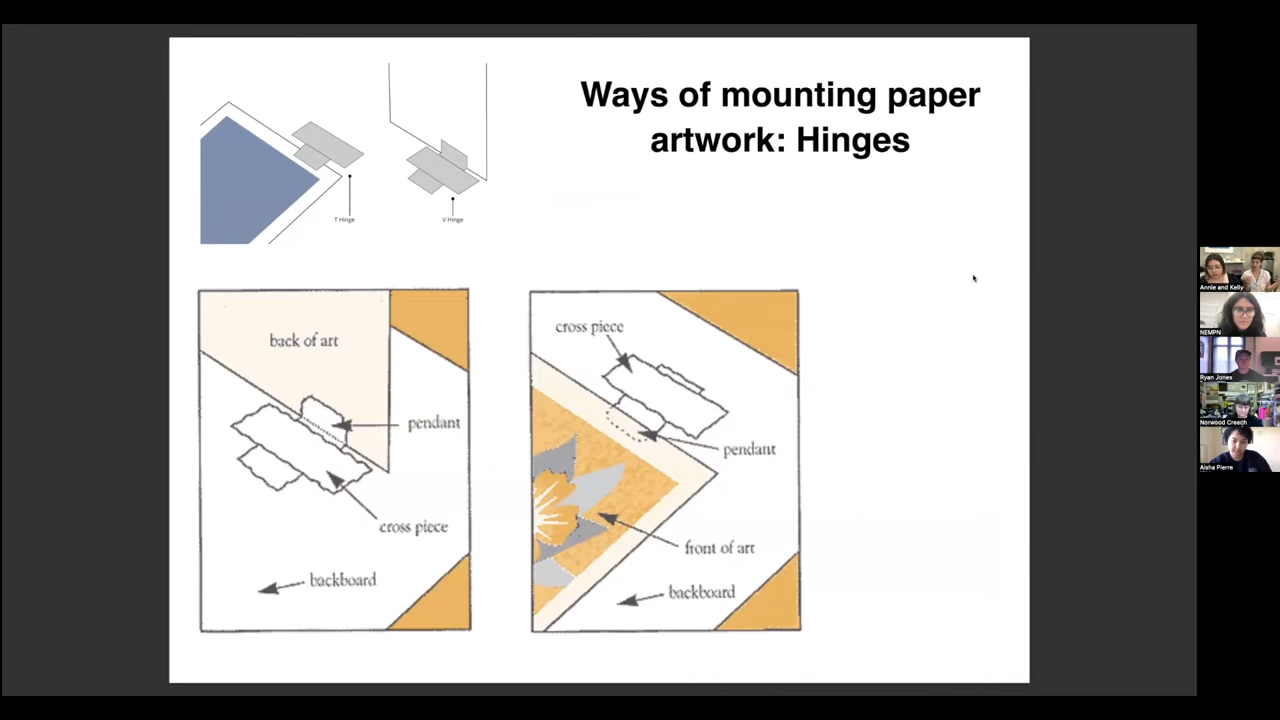 Ways of mounting paper
artwork: Hinges
T Hinge
V Hinge
back of art
pendant
cross piece
backboard
cross piece
pendant
front of art
backboard
Annie and Kelly
NEMPN
Ryan Jones
Norwood Creech
Aisha Pierre